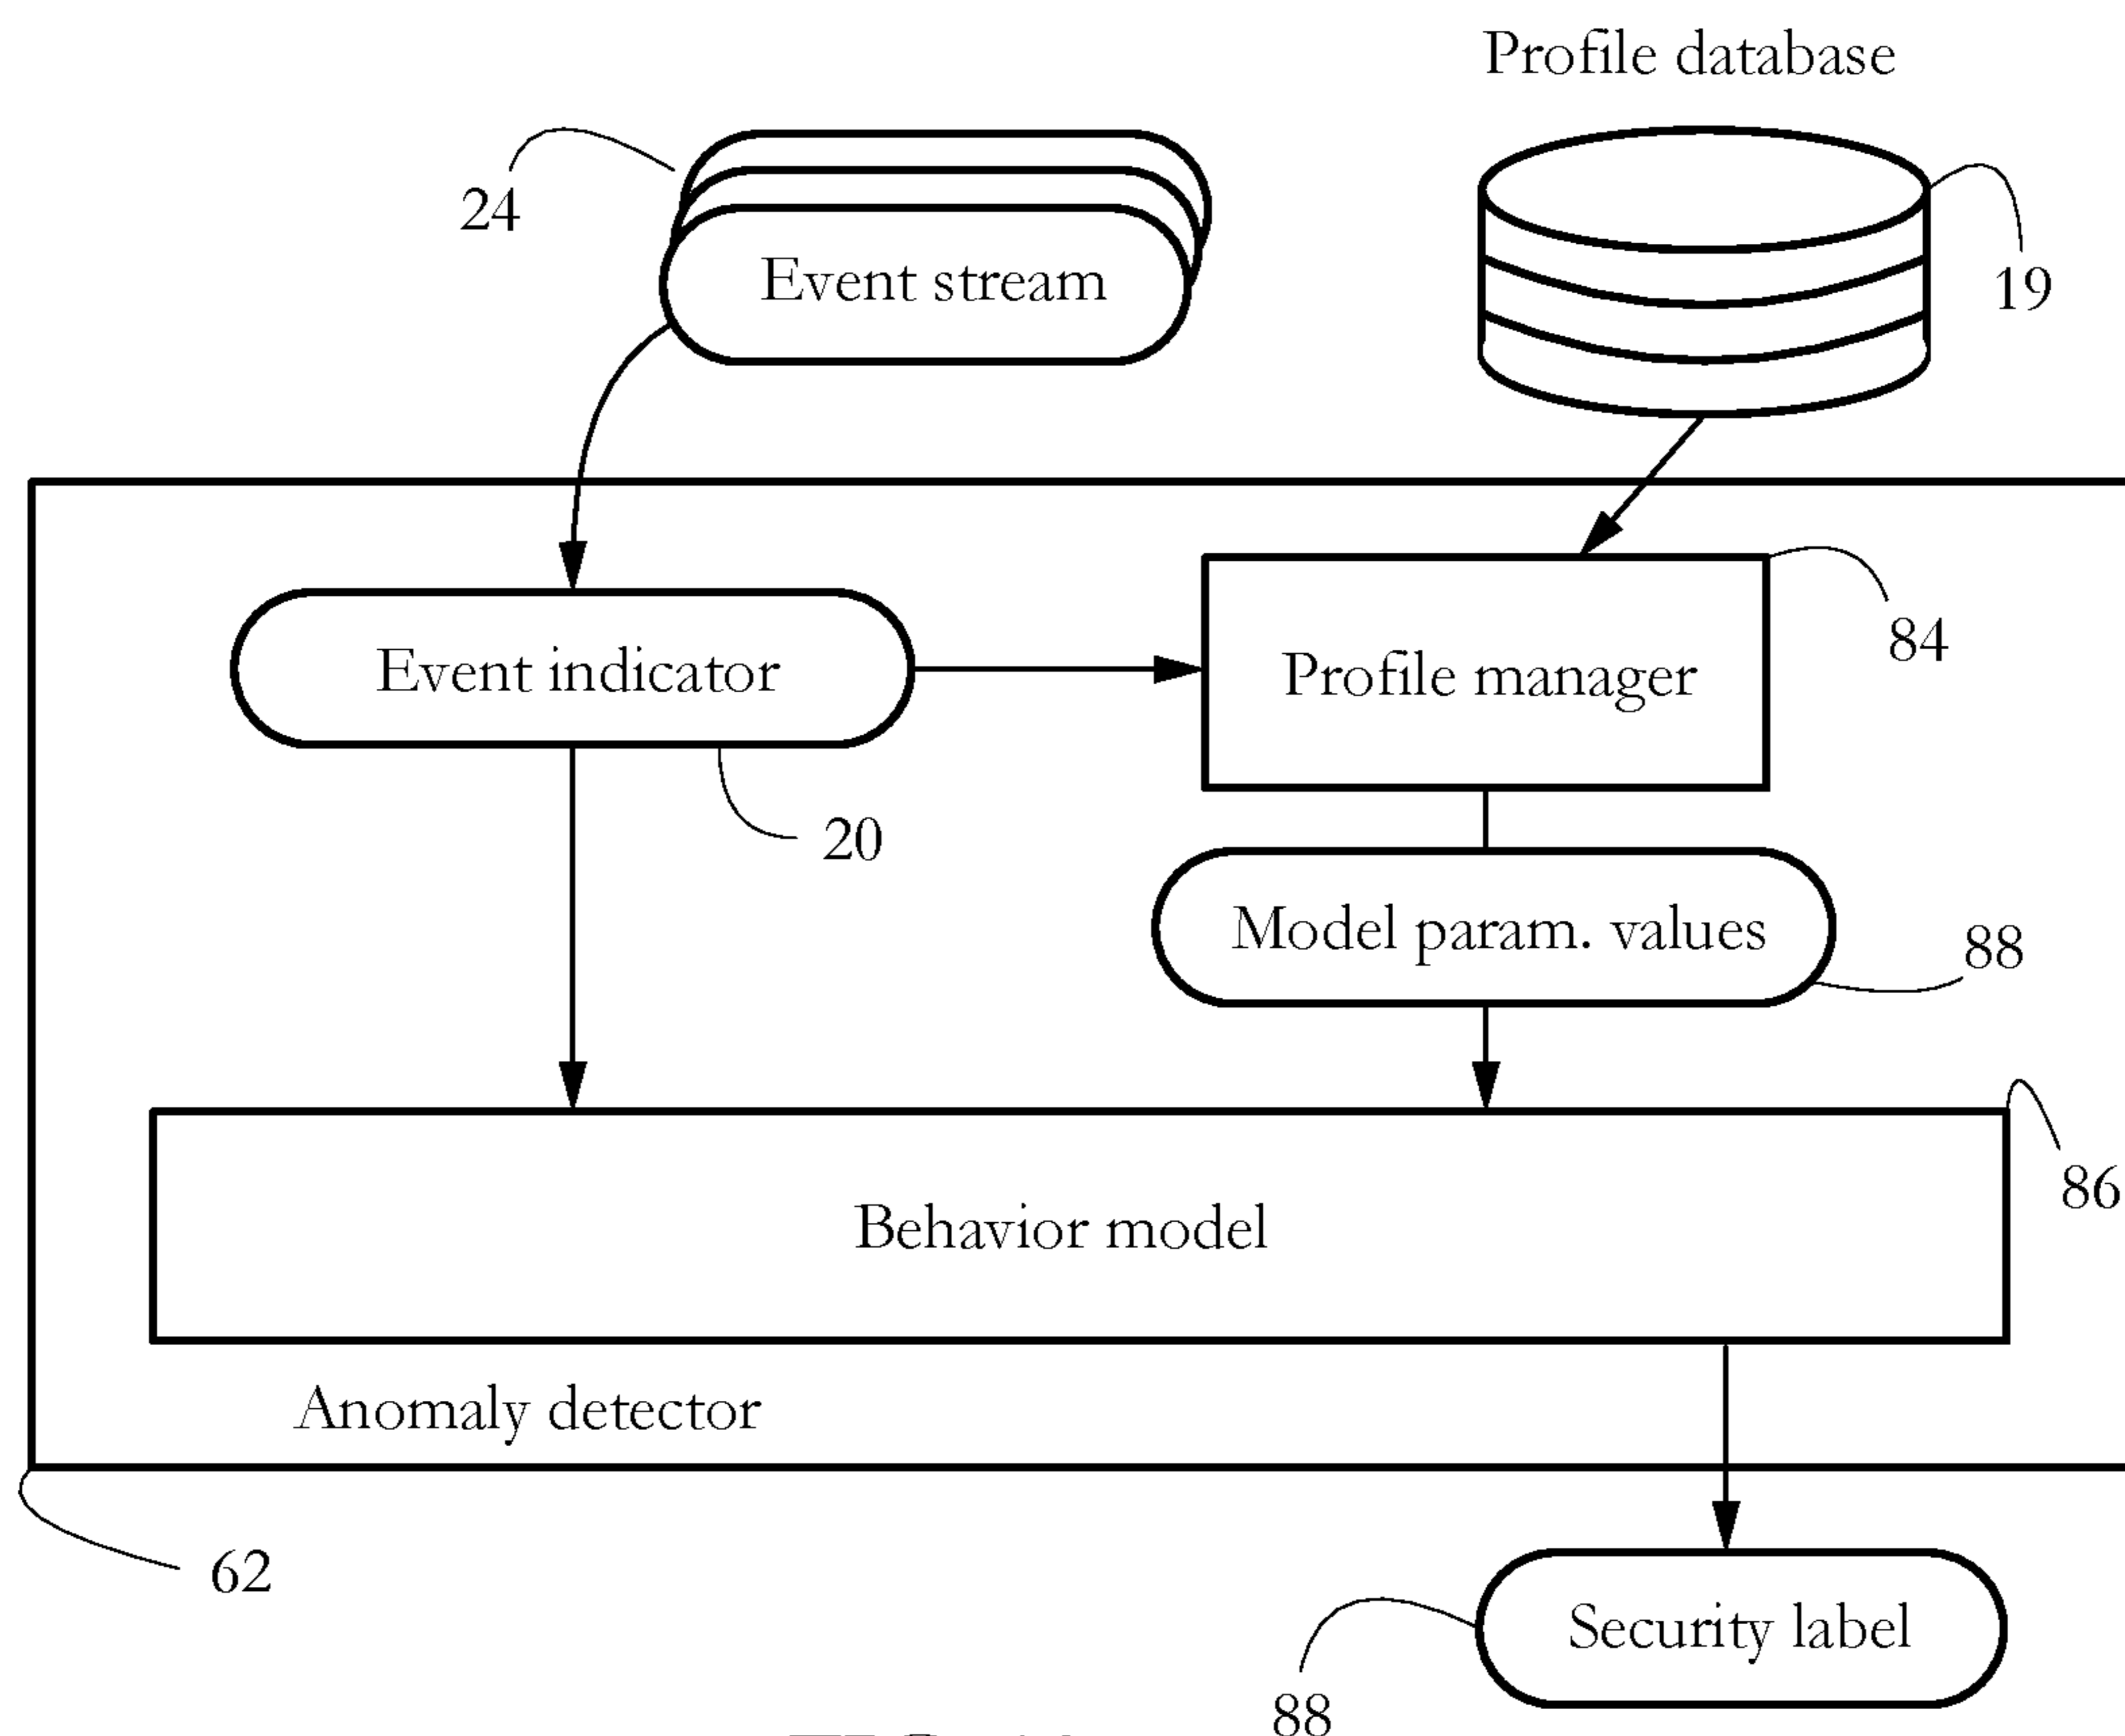 Profile database
24
Event stream
19
Event indicator
Profile manager
84
20
Model param. values
88
Behavior model
86
Anomaly detector
62
Security label
88